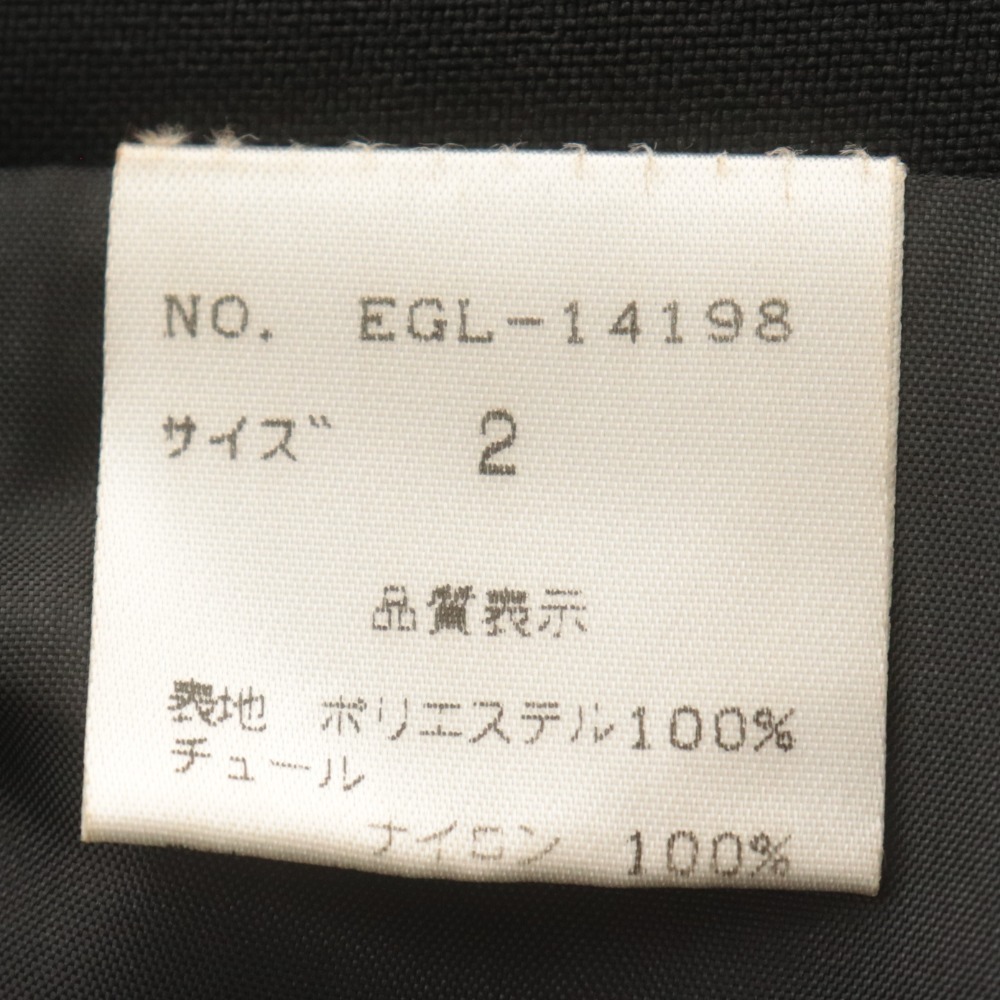 NO. EGL-14198
サイズ 2
品質表示
表地 ポリエステル100%
チュール
ナイロン 100%